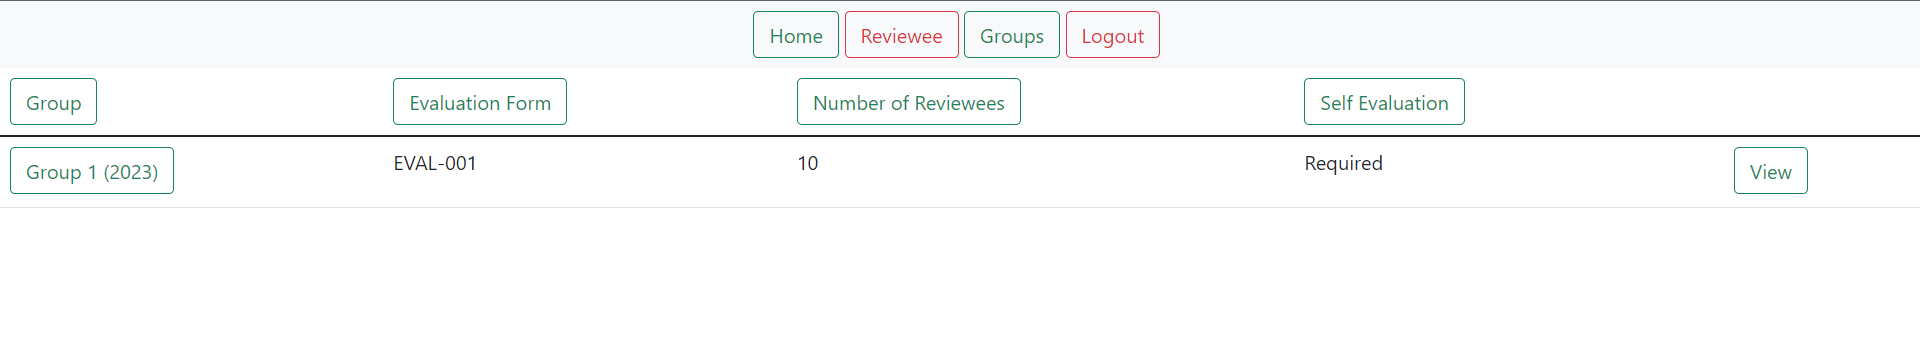 Home Reviewee Groups Logout
Group Evaluation Form Number of Reviewees Self Evaluation
Group 1 (2023) EVAL-001 10 Required View